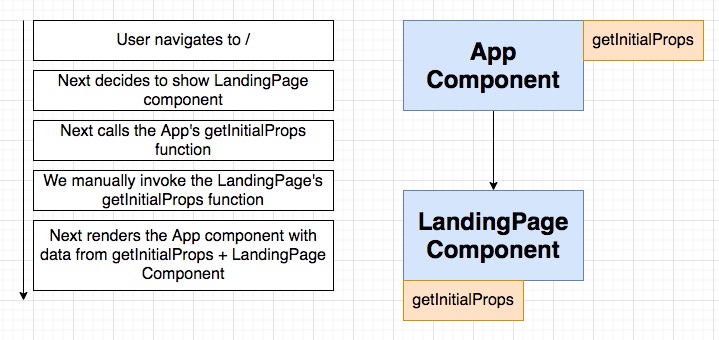 User navigates to /
Next decides to show LandingPage
component
Next calls the App's getInitialProps
function
We manually invoke the LandingPage's
getInitialProps function
Next renders the App component with
data from getInitialProps + LandingPage
Component
App
Component
getInitialProps
LandingPage
Component
getInitialProps